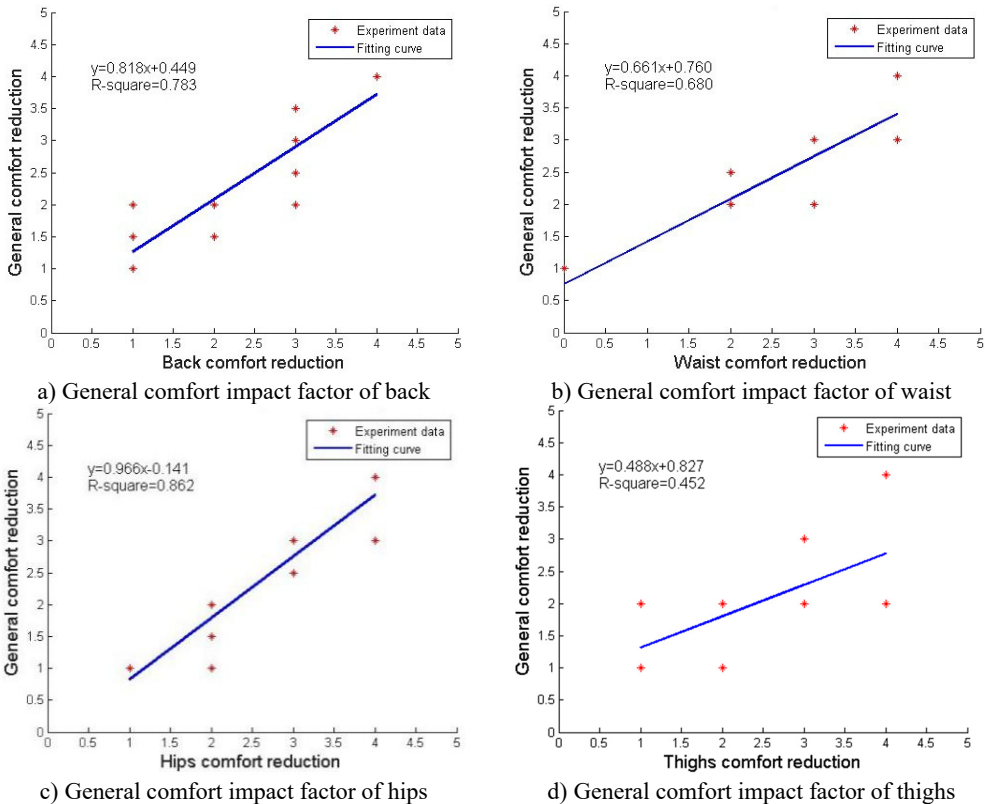 5
4.5
4
3.5
3
2.5
2
1.5
1
0.5
0
General comfort reduction
Experiment data
Fitting curve
y=0.818x+0.449
R-square=0.783
0 0.5 1 1.5 2 2.5 3 3.5 4 4.5 5
Back comfort reduction
a) General comfort impact factor of back
5
4.5
4
3.5
3
2.5
2
1.5
1
0.5
0
General comfort reduction
Experiment data
Fitting curve
y=0.661x+0.760
R-square=0.680
0 0.5 1 1.5 2 2.5 3 3.5 4 4.5 5
Waist comfort reduction
b) General comfort impact factor of waist
5
4.5
4
3.5
3
2.5
2
1.5
1
0.5
0
General comfort reduction
Experiment data
Fitting curve
y=0.966x-0.141
R-square=0.862
0 0.5 1 1.5 2 2.5 3 3.5 4 4.5 5
Hips comfort reduction
c) General comfort impact factor of hips
5
4.5
4
3.5
3
2.5
2
1.5
1
0.5
0
General comfort reduction
Experiment data
Fitting curve
y=0.488x+0.827
R-square=0.452
0 0.5 1 1.5 2 2.5 3 3.5 4 4.5 5
Thighs comfort reduction
d) General comfort impact factor of thighs